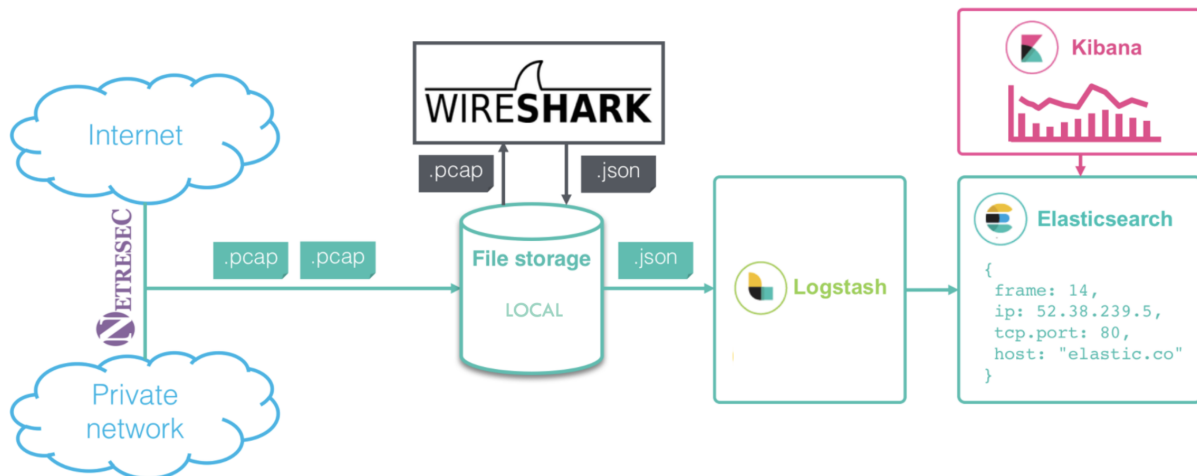 Internet
NETRESEC
Private
network
.pcap
.pcap
WIRESHARK
.pcap
.json
File storage
LOCAL
.json
Logstash
Kibana
Elasticsearch
{
frame: 14,
ip: 52.38.239.5,
tcp.port: 80,
host: "elastic.co"
}